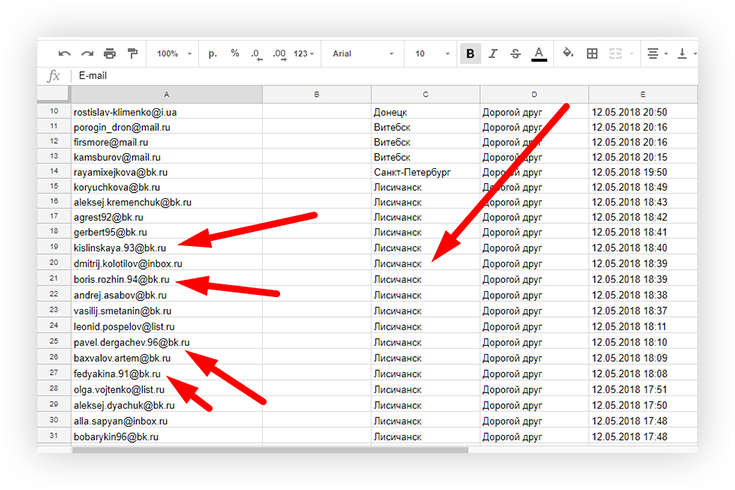 100% р. % .0 .00 123 Arial 10 B I S A
fx E-mail
A B C D E
10 rostislav-klimenko@i.ua Донецк Дорогой друг 12.05.2018 20:50
11 porogin_dron@mail.ru Витебск Дорогой друг 12.05.2018 20:16
12 firsmore@mail.ru Витебск Дорогой друг 12.05.2018 20:16
13 kamsburov@mail.ru Витебск Дорогой друг 12.05.2018 20:15
14 rayamixejkova@bk.ru Санкт-Петербург Дорогой друг 12.05.2018 19:50
15 koryuchkova@bk.ru Лисичанск Дорогой друг 12.05.2018 18:49
16 aleksej.kremenchuk@bk.ru Лисичанск Дорогой друг 12.05.2018 18:43
17 agrest92@bk.ru Лисичанск Дорогой друг 12.05.2018 18:42
18 gerbert95@bk.ru Лисичанск Дорогой друг 12.05.2018 18:41
19 kislinskaya.93@bk.ru Лисичанск Дорогой друг 12.05.2018 18:40
20 dmitrij.kolotilov@inbox.ru Лисичанск Дорогой друг 12.05.2018 18:39
21 boris.rozhin.94@bk.ru Лисичанск Дорогой друг 12.05.2018 18:39
22 andrej.asabov@bk.ru Лисичанск Дорогой друг 12.05.2018 18:38
23 vasilij.smetanin@bk.ru Лисичанск Дорогой друг 12.05.2018 18:37
24 leonid.pospelov@list.ru Лисичанск Дорогой друг 12.05.2018 18:11
25 pavel.dergachev.96@bk.ru Лисичанск Дорогой друг 12.05.2018 18:10
26 baxvalov.artem@bk.ru Лисичанск Дорогой друг 12.05.2018 18:09
27 fedyakina.91@bk.ru Лисичанск Дорогой друг 12.05.2018 18:08
28 olga.vojtenko@list.ru Лисичанск Дорогой друг 12.05.2018 17:51
29 aleksej.dyachuk@bk.ru Лисичанск Дорогой друг 12.05.2018 17:50
30 alla.sapyan@inbox.ru Лисичанск Дорогой друг 12.05.2018 17:48
31 bobarykin96@bk.ru Лисичанск Дорогой друг 12.05.2018 17:48